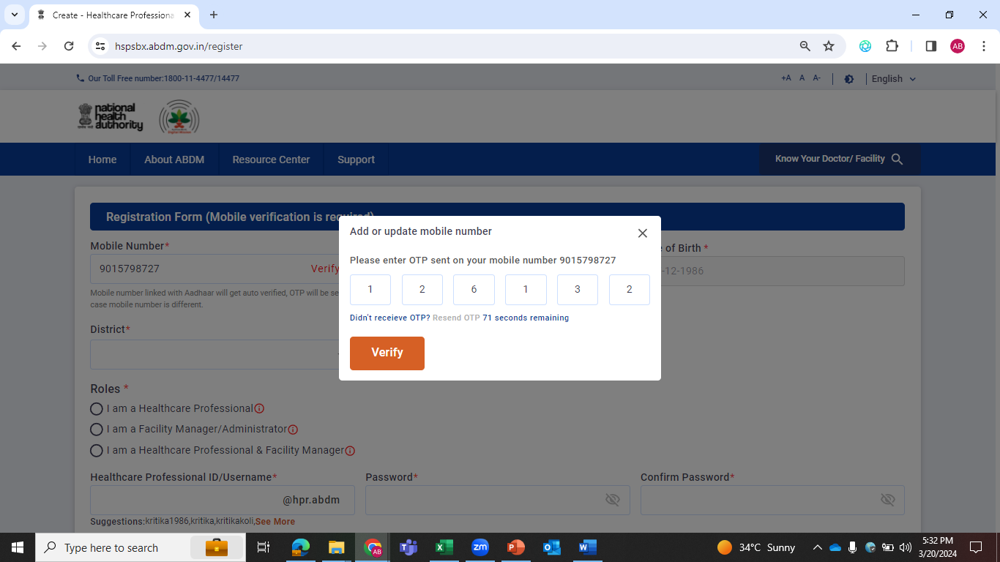 Create - Healthcare Professiona
hspsbx.abdm.gov.in/register
AB
Our Toll Free number:1800-11-4477/14477
+A A A-
English
national
health
authority
Home
About ABDM
Resource Center
Support
Know Your Doctor/ Facility
Registration Form (Mobile verification is required)
Mobile Number*
9015798727
Verify
Mobile number linked with Aadhaar will get auto verified, OTP will be se
case mobile number is different.
e of Birth *
-12-1986
Add or update mobile number
Please enter OTP sent on your mobile number 9015798727
1 2 6 1 3 2
Didn't receieve OTP? Resend OTP 71 seconds remaining
Verify
District*
Roles *
I am a Healthcare Professional
I am a Facility Manager/Administrator
I am a Healthcare Professional & Facility Manager
Healthcare Professional ID/Username*
@hpr.abdm
Suggestions:kritika1986,kritika,kritikakoli,See More
Password*
Confirm Password*
Type here to search
AB
zm
34°C Sunny
5:32 PM
3/20/2024